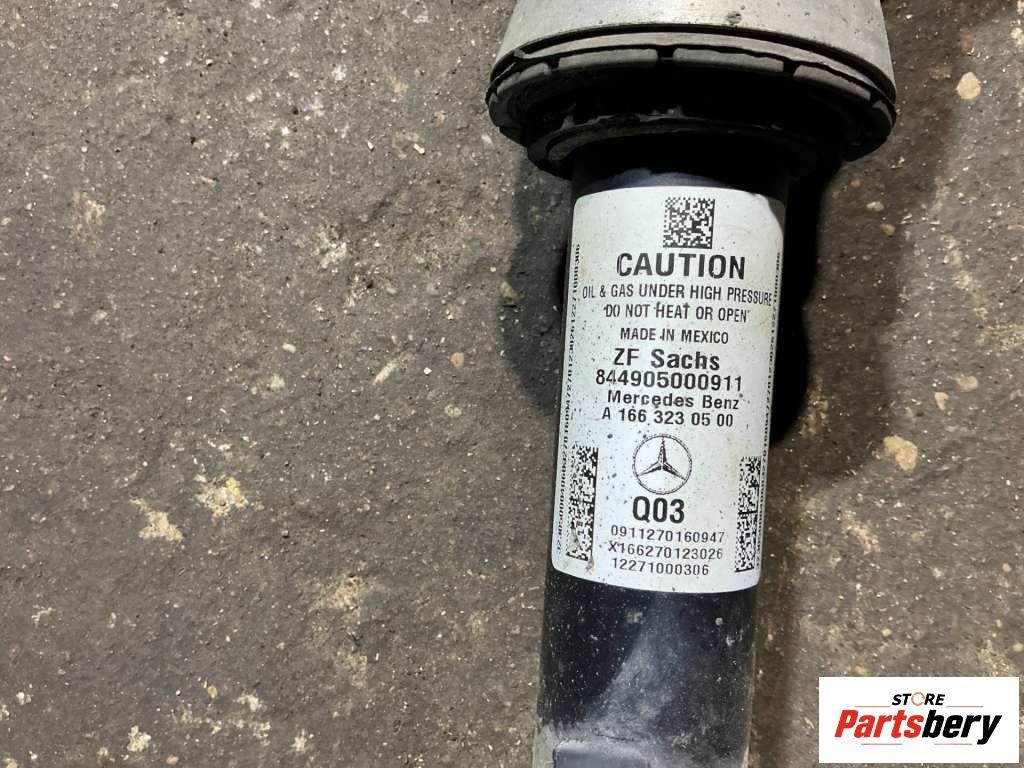 CAUTION
OIL & GAS UNDER HIGH PRESSURE
DO NOT HEAT OR OPEN
MADE IN MEXICO
ZF Sachs
844905000911
Mercedes Benz
A 166 323 05 00
Q03
0911270160947
X166270123026
12271000306
STORE
Partsbery